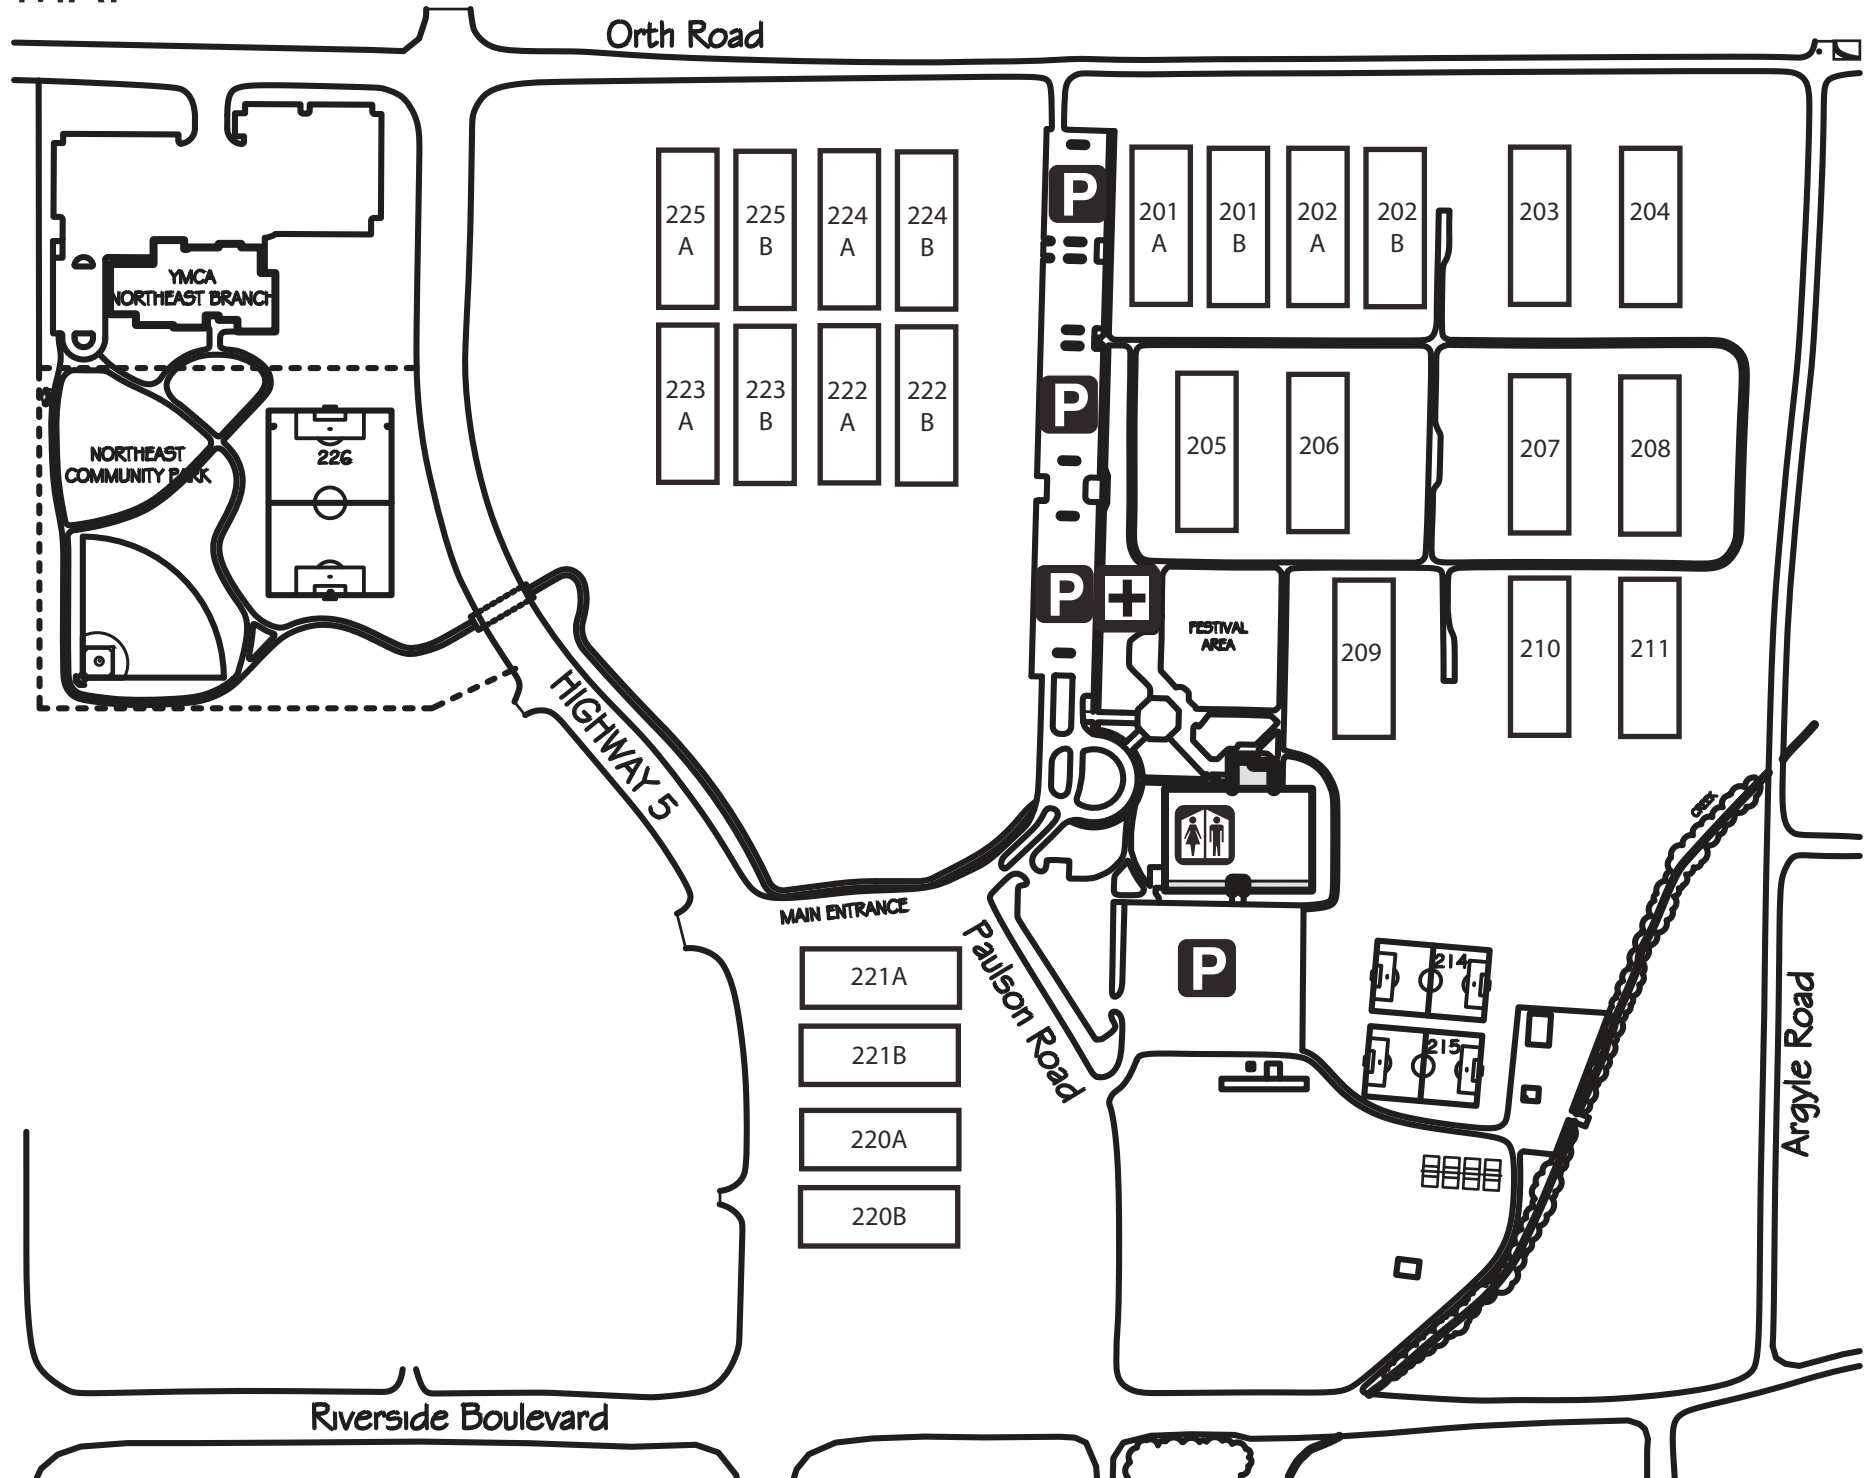 Orth Road
P
225 A
225 B
224 A
224 B
201 A
201 B
202 A
202 B
203
204
YMCA
NORTHEAST BRANCH
223 A
223 B
222 A
222 B
P
205
206
207
208
NORTHEAST
COMMUNITY PARK
226
P
FESTIVAL
AREA
209
210
211
HIGHWAY 5
CREEK
MAIN ENTRANCE
Paulson Road
P
221A
221B
220A
220B
214
215
Argyle Road
Riverside Boulevard